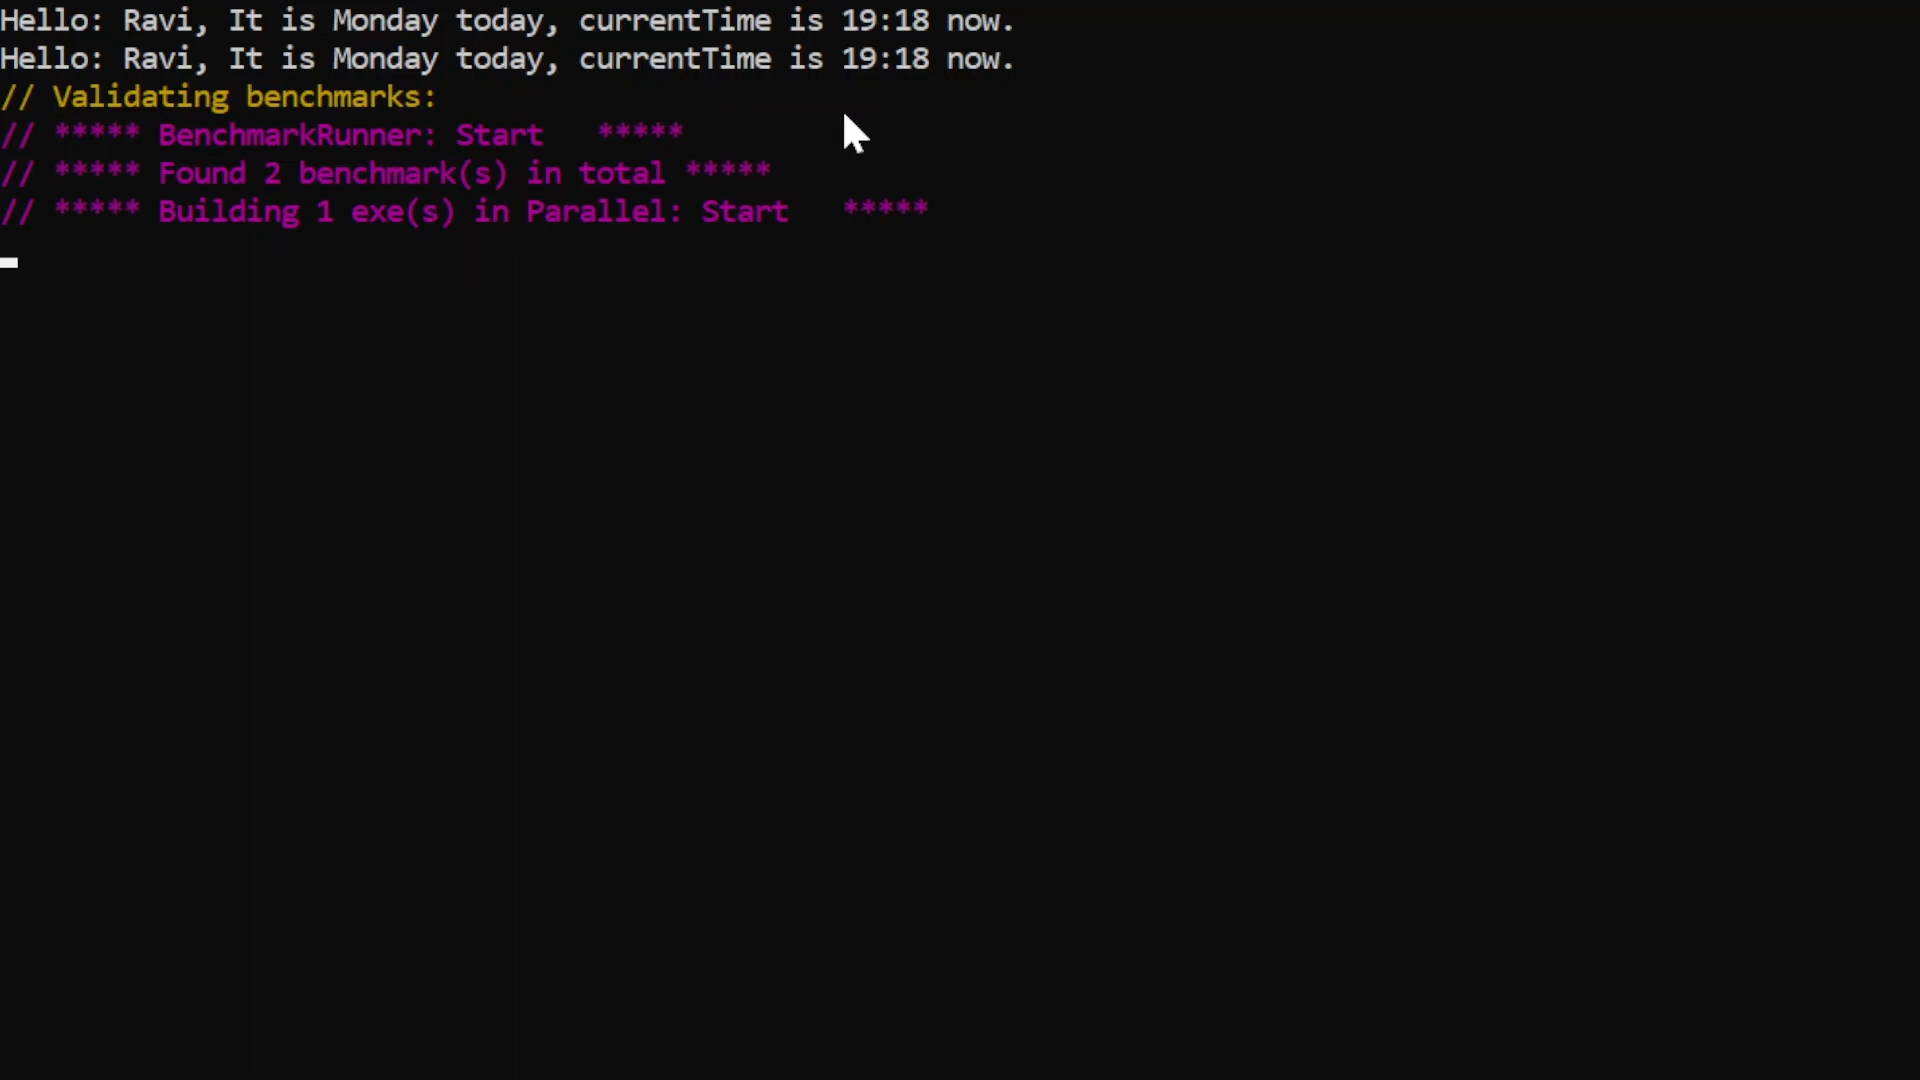 Hello: Ravi, It is Monday today, currentTime is 19:18 now.
Hello: Ravi, It is Monday today, currentTime is 19:18 now.
// Validating benchmarks:
// ***** BenchmarkRunner: Start   *****
// ***** Found 2 benchmark(s) in total *****
// ***** Building 1 exe(s) in Parallel: Start   *****